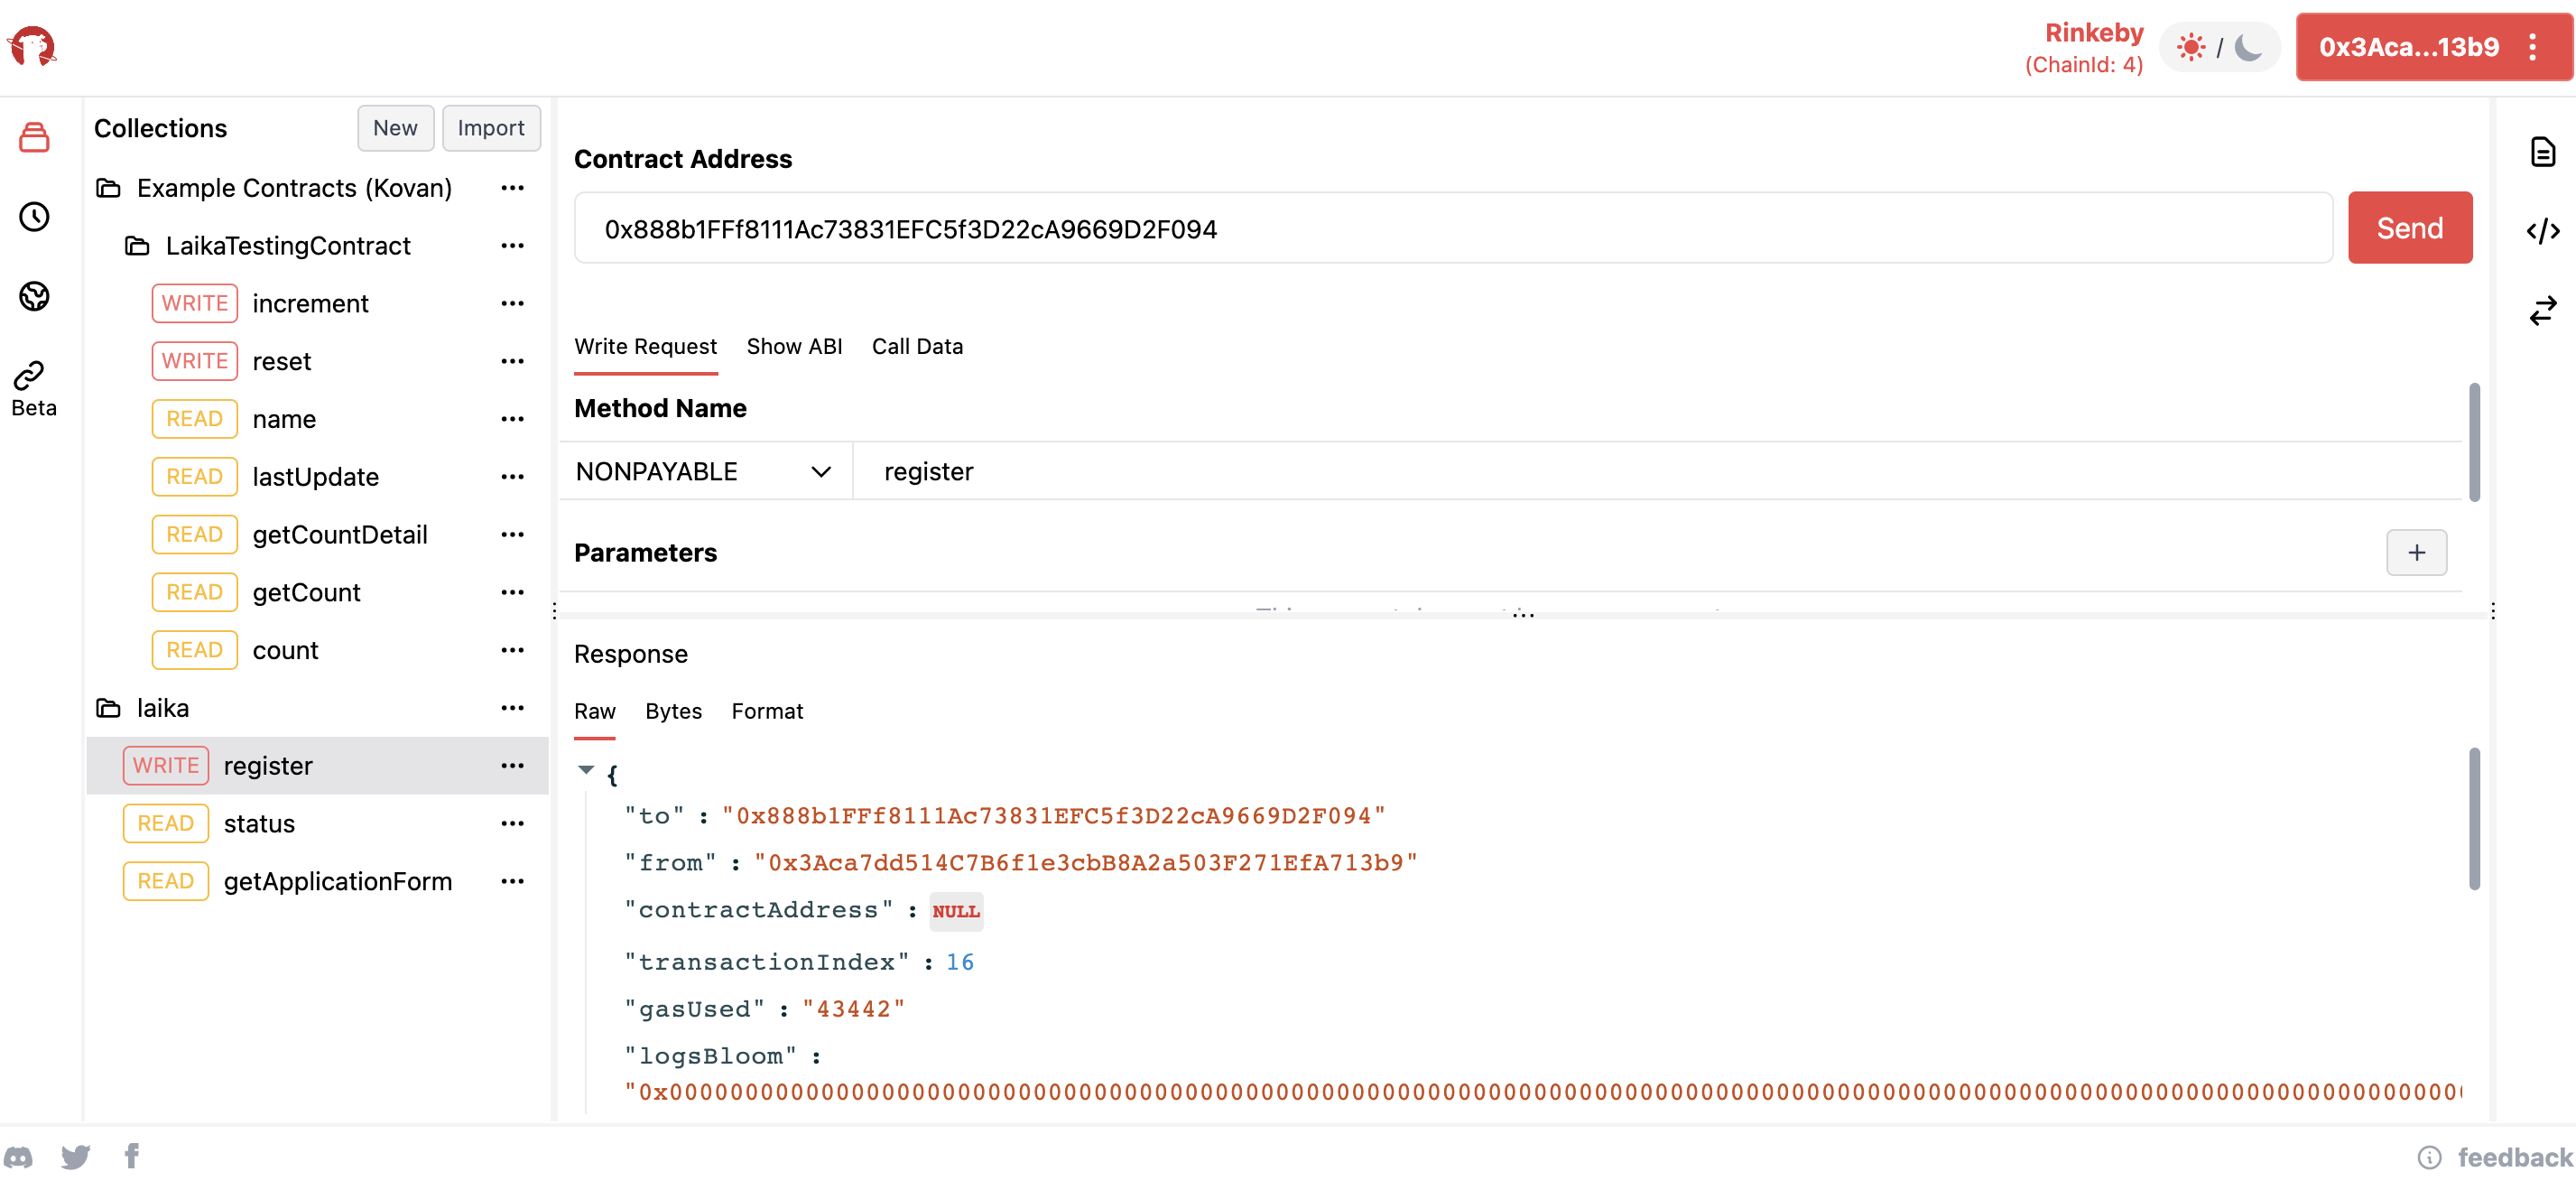 Rinkeby
(ChainId: 4)
/
0x3Aca...13b9
Collections
New
Import
Example Contracts (Kovan)
LaikaTestingContract
WRITE increment
WRITE reset
READ name
READ lastUpdate
READ getCountDetail
READ getCount
READ count
laika
WRITE register
READ status
READ getApplicationForm
Beta
Contract Address
0x888b1FFf8111Ac73831EFC5f3D22cA9669D2F094
Send
Write Request Show ABI Call Data
Method Name
NONPAYABLE register
Parameters
+
Response
Raw Bytes Format
{
"to" : "0x888b1FFf8111Ac73831EFC5f3D22cA9669D2F094"
"from" : "0x3Aca7dd514C7B6f1e3cbB8A2a503F271EfA713b9"
"contractAddress" : NULL
"transactionIndex" : 16
"gasUsed" : "43442"
"logsBloom" :
feedback